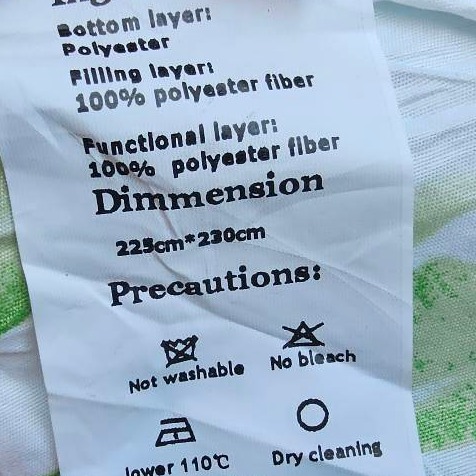 Bottom layer:
Polyester
Filling layer:
100% polyester fiber
Functional layer:
100% polyester fiber
Dimmension
225cm*230cm
Precautions:
Not washable
No bleach
lower 110℃
Dry cleaning